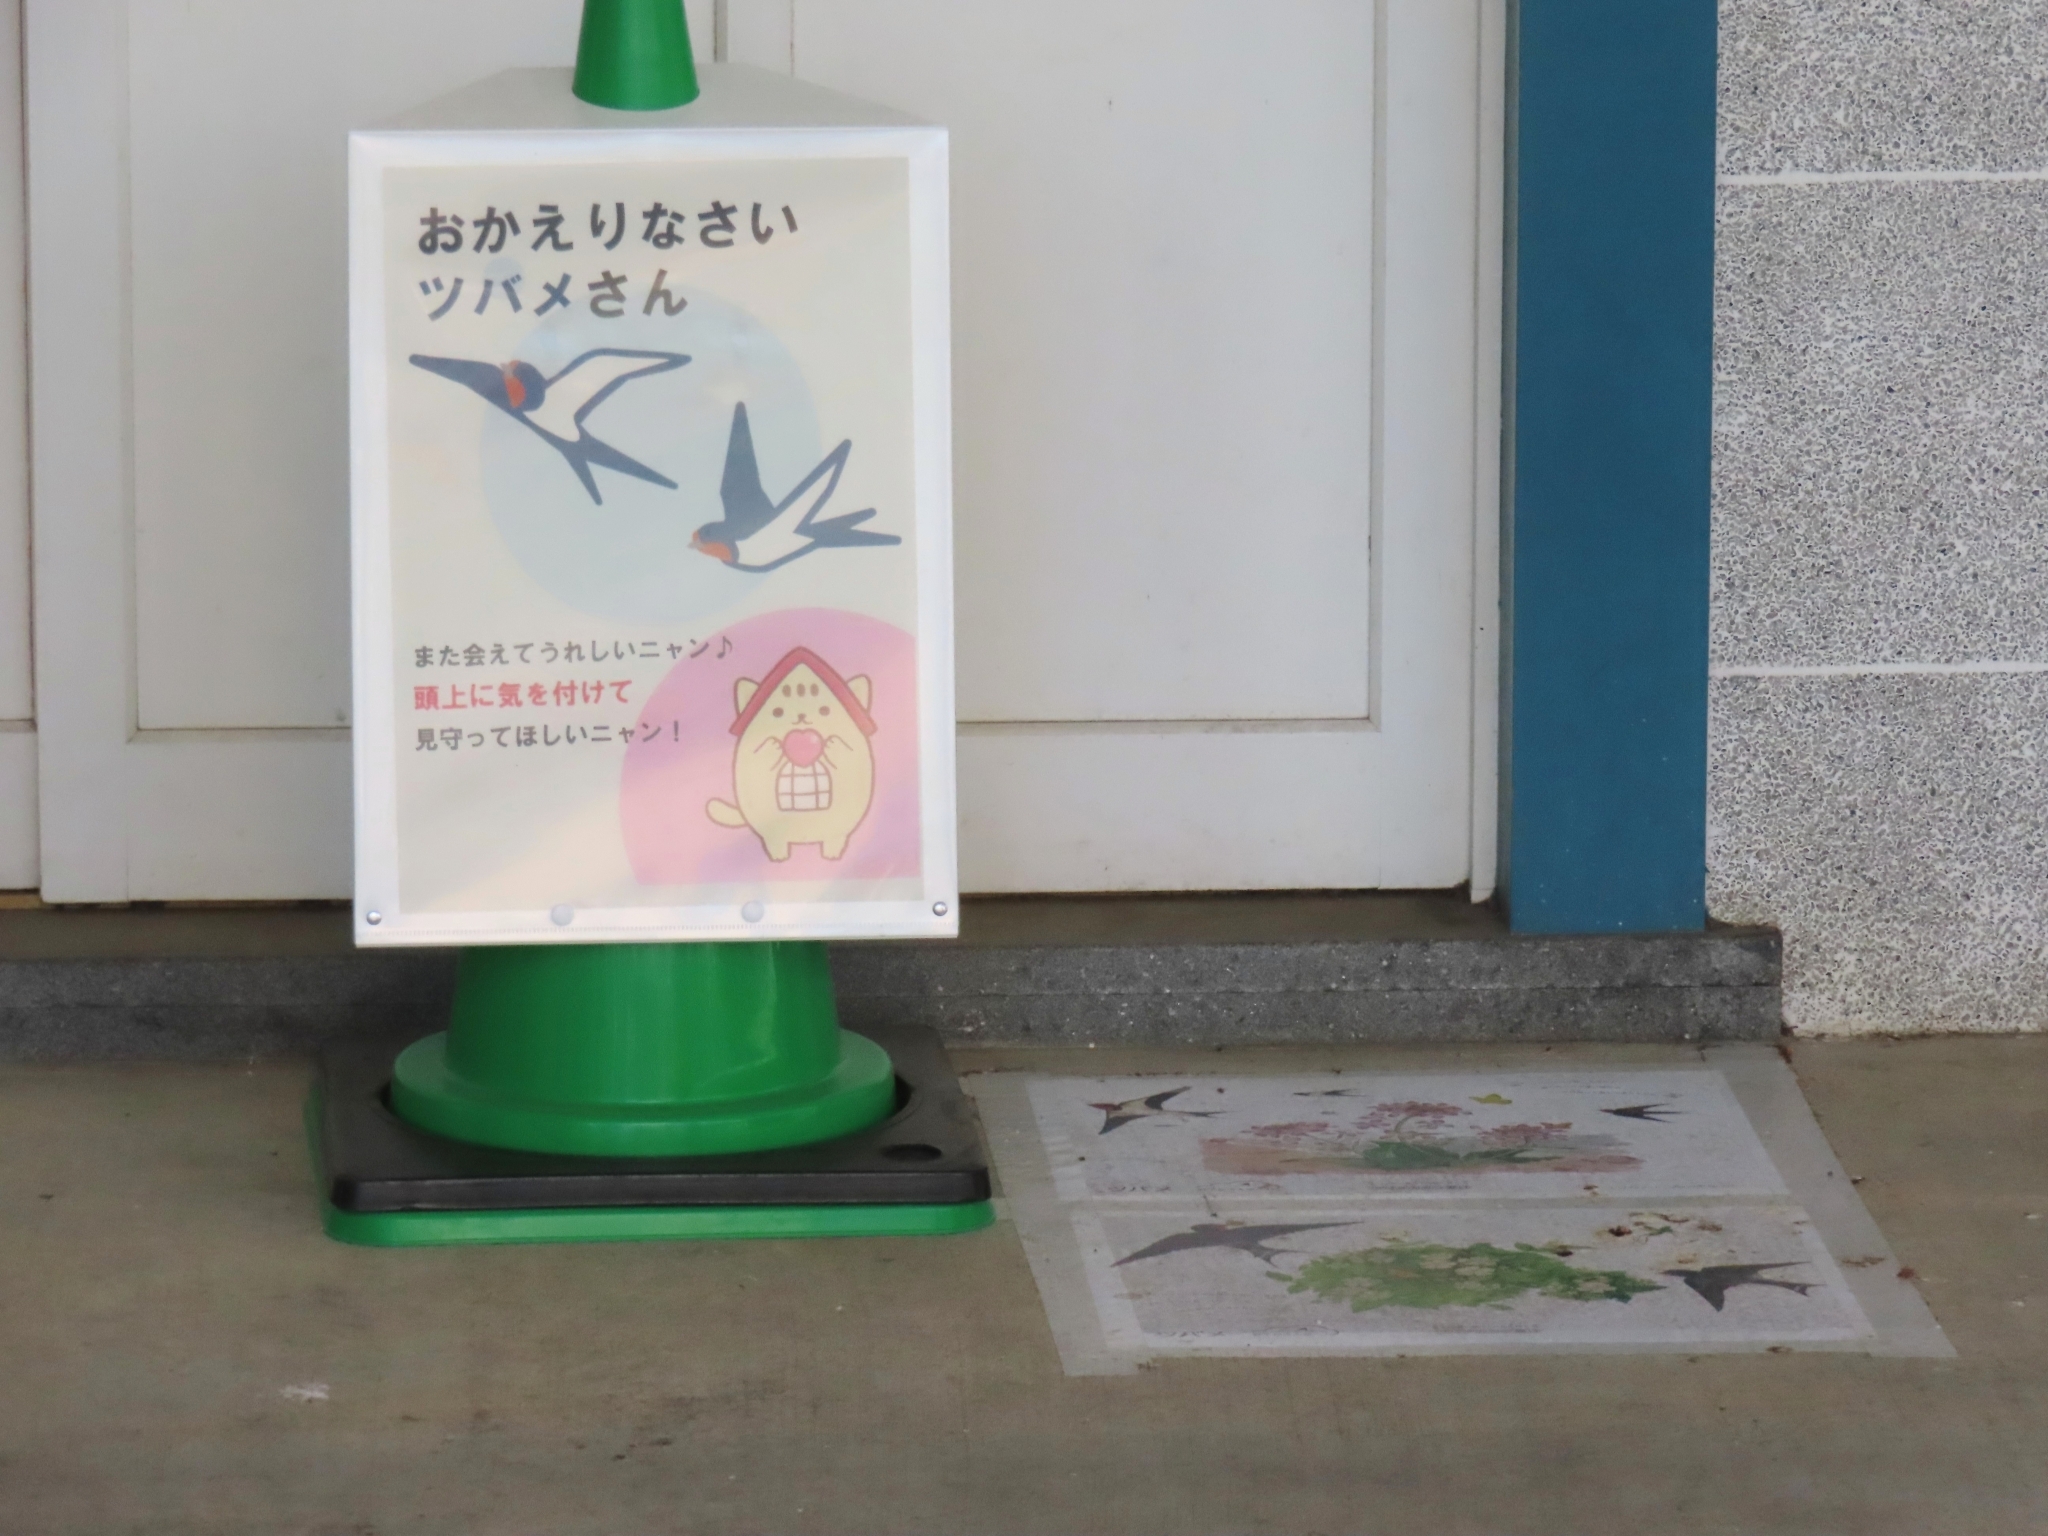 おかえりなさい
ツバメさん
また会えてうれしいニャン♪
頭上に気を付けて
見守ってほしいニャン！